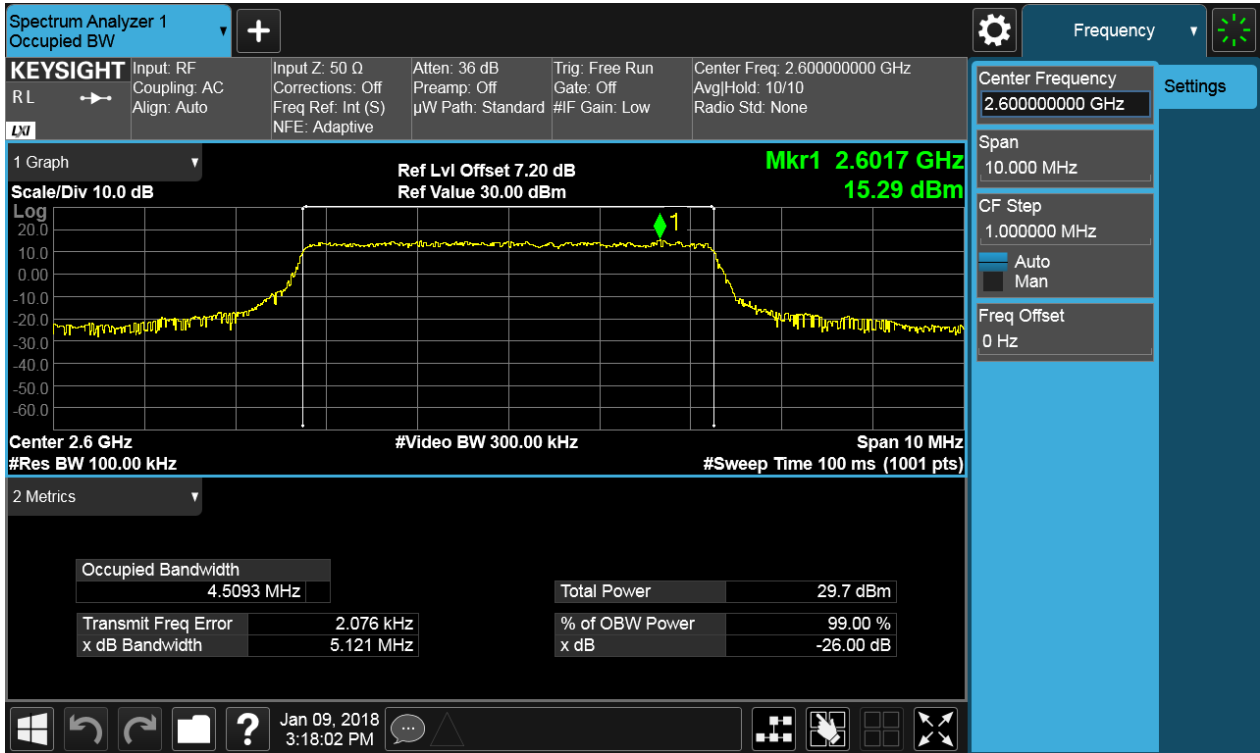 Spectrum Analyzer 1
Occupied BW
+
Frequency
KEYSIGHT
RL
LXI
Input: RF
Coupling: AC
Align: Auto
Input Z: 50 Ω
Corrections: Off
Freq Ref: Int (S)
NFE: Adaptive
Atten: 36 dB
Preamp: Off
µW Path: Standard
Trig: Free Run
Gate: Off
#IF Gain: Low
Center Freq: 2.600000000 GHz
Avg|Hold: 10/10
Radio Std: None
Center Frequency
2.600000000 GHz
Settings
Span
10.000 MHz
CF Step
1.000000 MHz
Auto
Man
Freq Offset
0 Hz
1 Graph
Scale/Div 10.0 dB
Log
Ref Lvl Offset 7.20 dB
Ref Value 30.00 dBm
Mkr1 2.6017 GHz
15.29 dBm
1
20.0
10.0
0.00
-10.0
-20.0
-30.0
-40.0
-50.0
-60.0
Center 2.6 GHz
#Res BW 100.00 kHz
#Video BW 300.00 kHz
Span 10 MHz
#Sweep Time 100 ms (1001 pts)
2 Metrics
Occupied Bandwidth
4.5093 MHz
Transmit Freq Error 2.076 kHz
x dB Bandwidth 5.121 MHz
Total Power 29.7 dBm
% of OBW Power 99.00 %
x dB -26.00 dB
?
Jan 09, 2018
3:18:02 PM